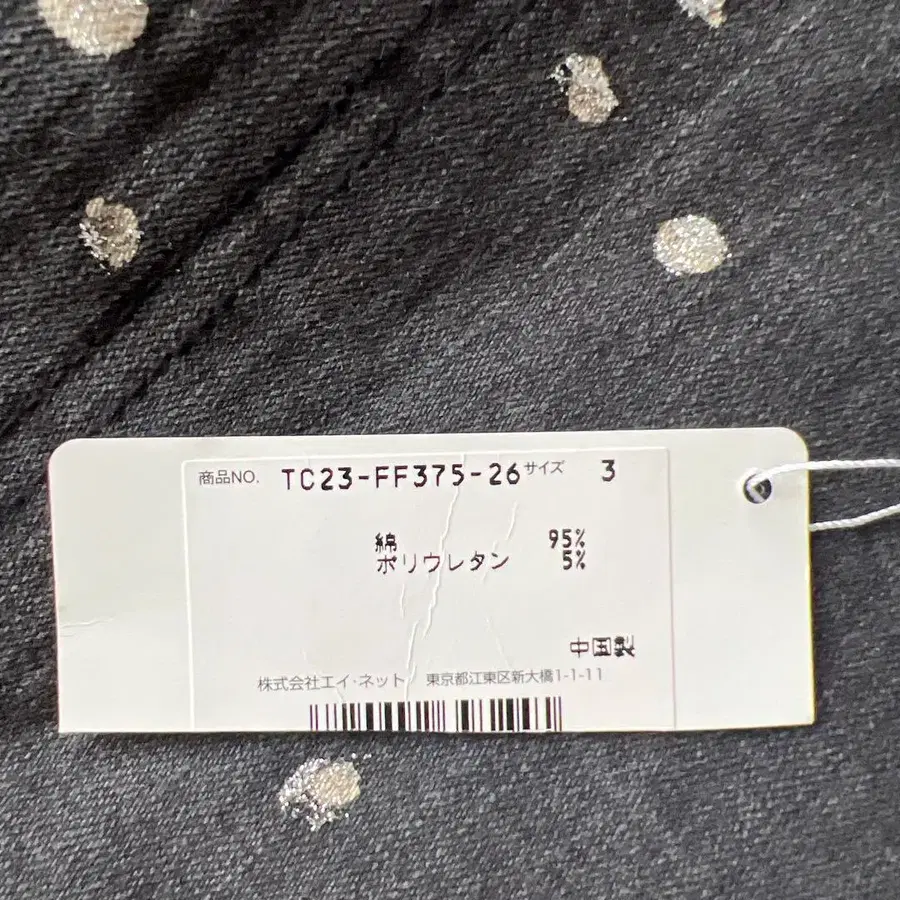 商品NO. TC23-FF375-26 サイズ 3
綿 95%
ポリウレタン 5%
中国製
株式会社エイ・ネット 東京都江東区新大橋1-1-11